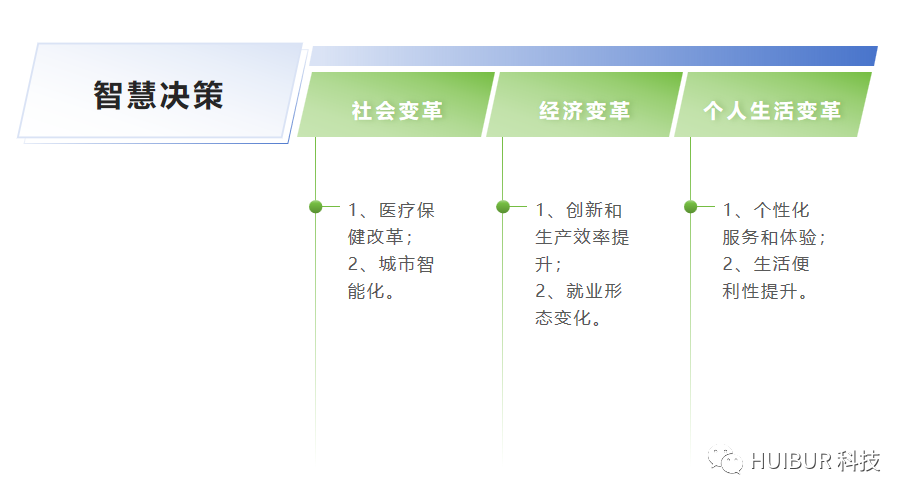 智慧决策
社会变革
经济变革
个人生活变革
1、医疗保
健改革；
2、城市智
能化。
1、创新和
生产效率提
升；
2、就业形
态变化。
1、个性化
服务和体验；
2、生活便
利性提升。
HUIBUR 科技